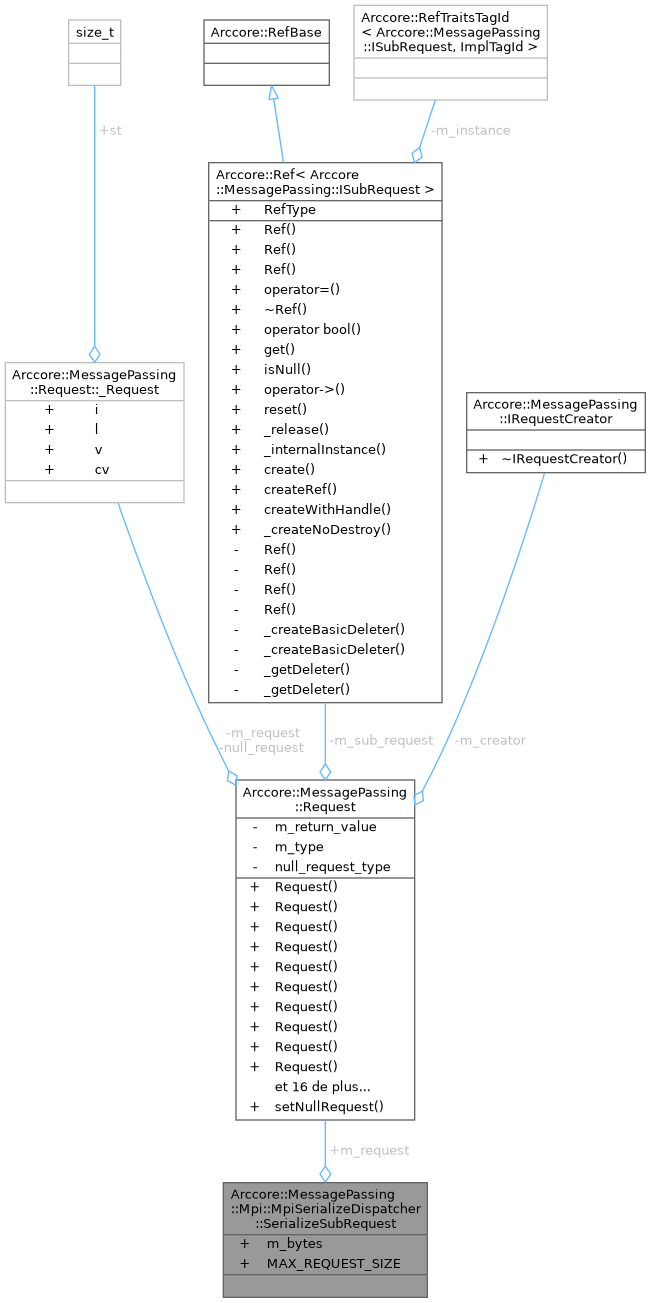 size_t
Arccore::RefBase
Arccore::RefTraitsTagId
< Arccore::MessagePassing
::ISubRequest, ImplTagId >
+st
-m_instance
Arccore::Ref< Arccore
::MessagePassing::ISubRequest >
+ RefType
+ Ref()
+ Ref()
+ Ref()
+ operator=()
+ ~Ref()
+ operator bool()
+ get()
+ isNull()
+ operator->()
+ reset()
+ _release()
+ _internalInstance()
+ create()
+ createRef()
+ createWithHandle()
+ _createNoDestroy()
- Ref()
- Ref()
- Ref()
- Ref()
- _createBasicDeleter()
- _createBasicDeleter()
- _getDeleter()
- _getDeleter()
Arccore::MessagePassing
::Request::_Request
+ i
+ l
+ v
+ cv
Arccore::MessagePassing
::IRequestCreator
+ ~IRequestCreator()
-m_request
-null_request
-m_sub_request
-m_creator
Arccore::MessagePassing
::Request
- m_return_value
- m_type
- null_request_type
+ Request()
+ Request()
+ Request()
+ Request()
+ Request()
+ Request()
+ Request()
+ Request()
+ Request()
+ Request()
et 16 de plus...
+ setNullRequest()
+m_request
Arccore::MessagePassing
::Mpi::MpiSerializeDispatcher
::SerializeSubRequest
+ m_bytes
+ MAX_REQUEST_SIZE